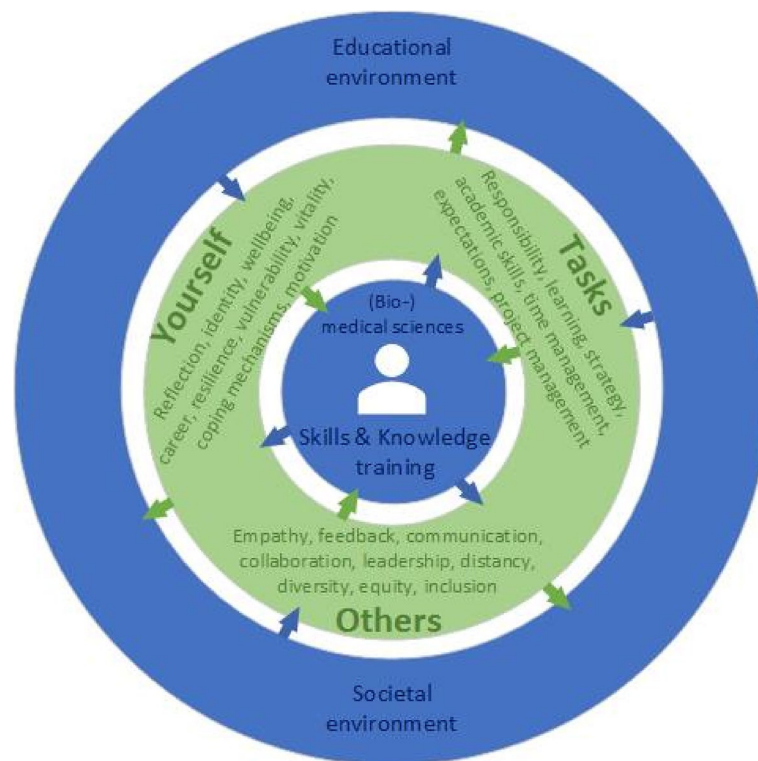 Educational
environment
Yourself
Reflection, identity, wellbeing,
career, resilience, vulnerability, vitality,
coping mechanisms, motivation
Tasks
Responsibility, learning, strategy,
academic skills, time management,
expectations, project management
(Bio-)
medical sciences
Skills & Knowledge
training
Empathy, feedback, communication,
collaboration, leadership, distancy,
diversity, equity, inclusion
Others
Societal
environment